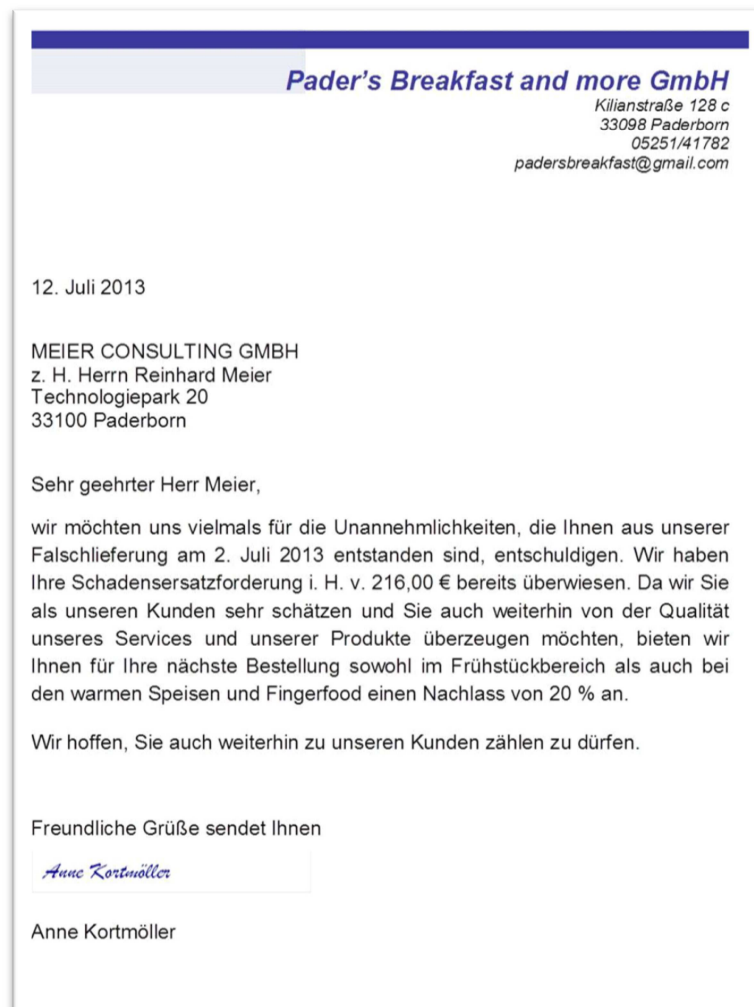 Pader's Breakfast and more GmbH
Kilianstraße 128 c
33098 Paderborn
05251/41782
padersbreakfast@gmail.com
12. Juli 2013
MEIER CONSULTING GMBH
z. H. Herrn Reinhard Meier
Technologiepark 20
33100 Paderborn
Sehr geehrter Herr Meier,
wir möchten uns vielmals für die Unannehmlichkeiten, die Ihnen aus unserer
Falschlieferung am 2. Juli 2013 entstanden sind, entschuldigen. Wir haben
Ihre Schadensersatzforderung i. H. v. 216,00 € bereits überwiesen. Da wir Sie
als unseren Kunden sehr schätzen und Sie auch weiterhin von der Qualität
unseres Services und unserer Produkte überzeugen möchten, bieten wir
Ihnen für Ihre nächste Bestellung sowohl im Frühstückbereich als auch bei
den warmen Speisen und Fingerfood einen Nachlass von 20 % an.
Wir hoffen, Sie auch weiterhin zu unseren Kunden zählen zu dürfen.
Freundliche Grüße sendet Ihnen
Anne Kortmöller
Anne Kortmöller